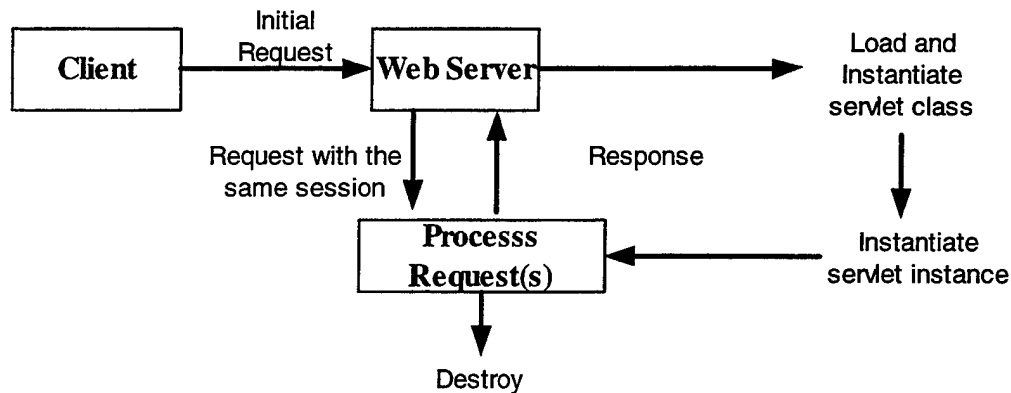 Initial
Request
Client
Web Server
Load and
Instantiate
servlet class
Request with the
same session
Response
Processs
Request(s)
Instantiate
servlet instance
Destroy